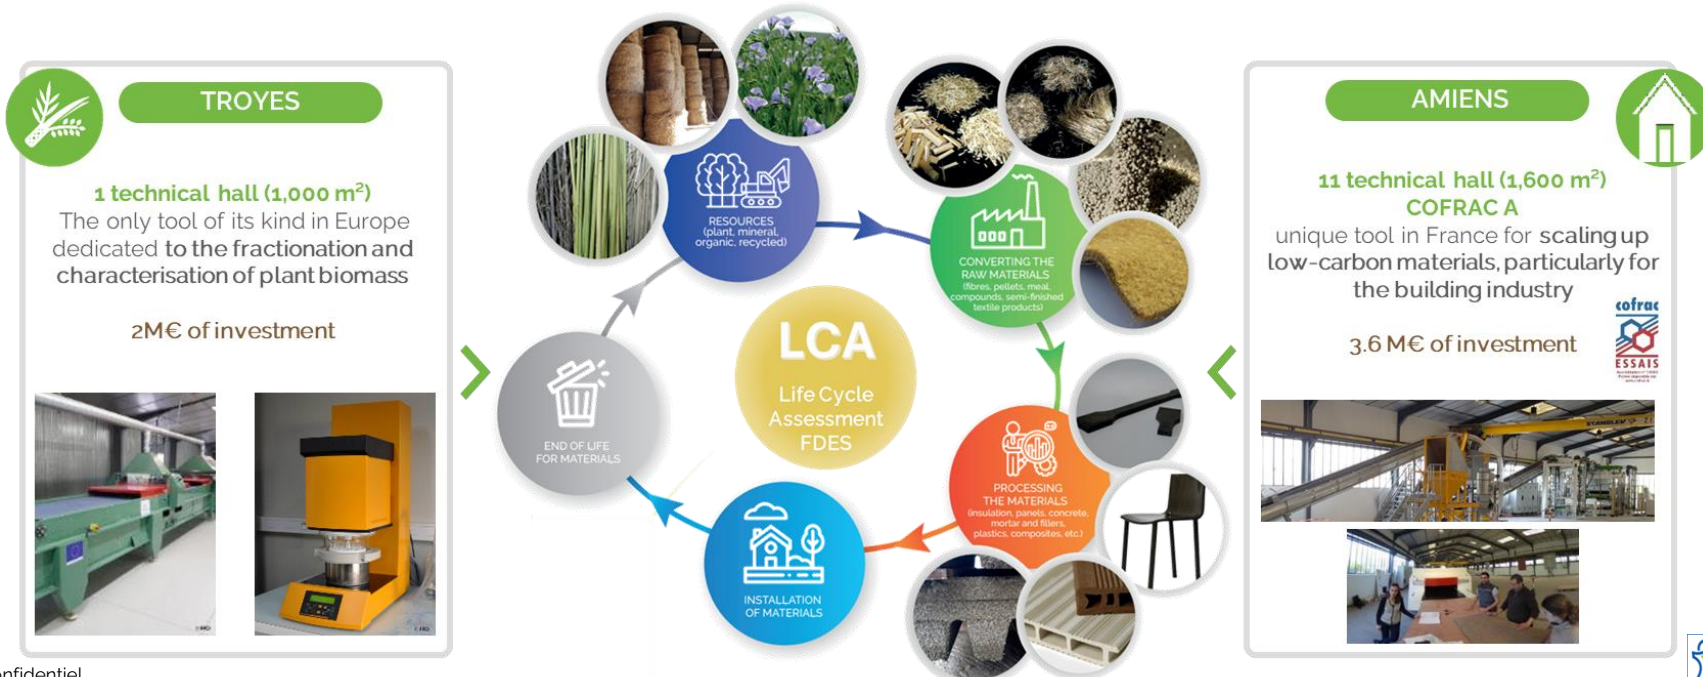 TROYES
1 technical hall (1,000 m²)
The only tool of its kind in Europe
dedicated to the fractionation and
characterisation of plant biomass
2M€ of investment
RESOURCES
(plant, mineral,
organic, recycled)
CONVERTING THE
RAW MATERIALS
(fibres, pellets, meal,
compounds, semi-finished
textile products)
LCA
Life Cycle
Assessment
FDES
END OF LIFE
FOR MATERIALS
PROCESSING
THE MATERIALS
(insulation, panels, concrete,
mortar and fillers,
plastics, composites, etc.)
INSTALLATION
OF MATERIALS
AMIENS
11 technical hall (1,600 m²)
COFRAC A
unique tool in France for scaling up
low-carbon materials, particularly for
the building industry
3.6 M€ of investment
cofrac
ESSAIS
onfidentiel